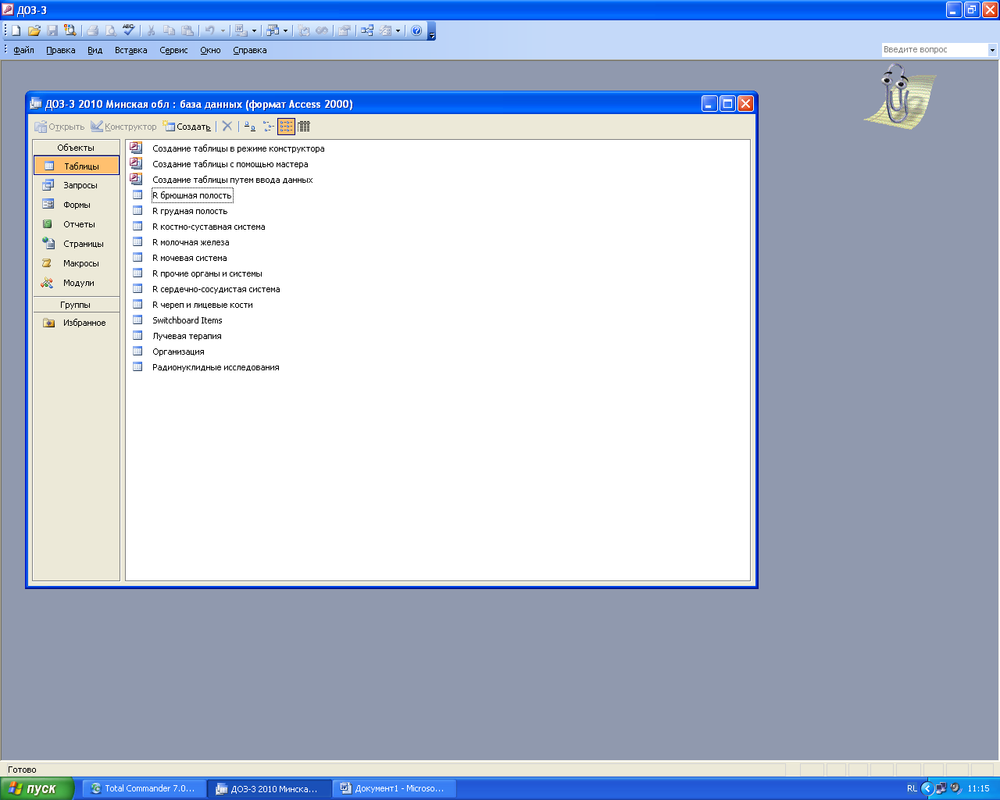 ДОЗ-3
Файл Правка Вид Вставка Сервис Окно Справка
Введите вопрос
ДОЗ-3 2010 Минская обл : база данных (формат Access 2000)
Открыть Конструктор Создать
Объекты
Таблицы
Запросы
Формы
Отчеты
Страницы
Макросы
Модули
Группы
Избранное
Создание таблицы в режиме конструктора
Создание таблицы с помощью мастера
Создание таблицы путем ввода данных
R брюшная полость
R грудная полость
R костно-суставная система
R молочная железа
R мочевая система
R прочие органы и системы
R сердечно-сосудистая система
R череп и лицевые кости
Switchboard Items
Лучевая терапия
Организация
Радионуклидные исследования
Готово
пуск
Total Commander 7.0...
ДОЗ-3 2010 Минска...
Документ1 - Microso...
RL
11:15